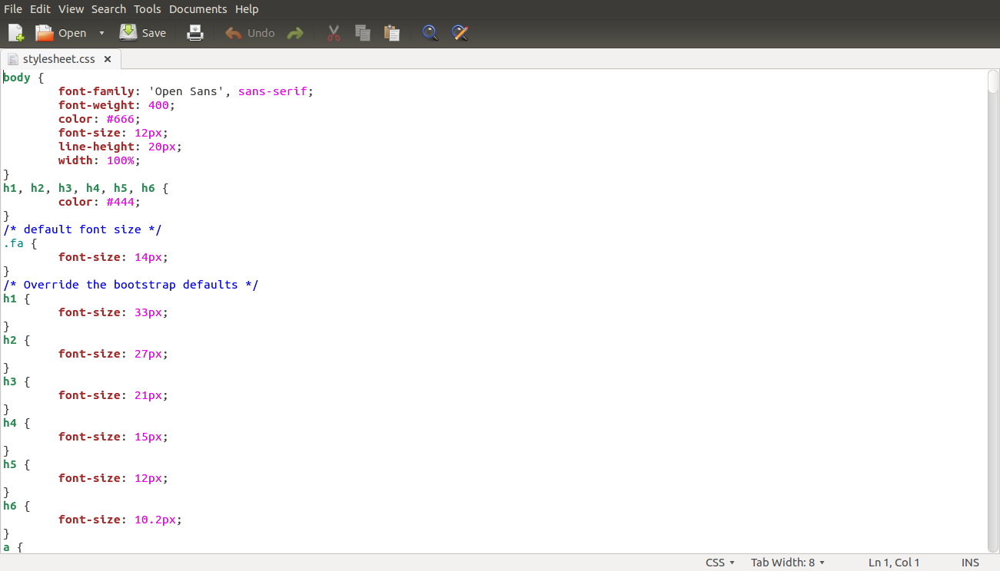 File Edit View Search Tools Documents Help
Open Save Undo
stylesheet.css
body {
	font-family: 'Open Sans', sans-serif;
	font-weight: 400;
	color: #666;
	font-size: 12px;
	line-height: 20px;
	width: 100%;
}
h1, h2, h3, h4, h5, h6 {
	color: #444;
}
/* default font size */
.fa {
	font-size: 14px;
}
/* Override the bootstrap defaults */
h1 {
	font-size: 33px;
}
h2 {
	font-size: 27px;
}
h3 {
	font-size: 21px;
}
h4 {
	font-size: 15px;
}
h5 {
	font-size: 12px;
}
h6 {
	font-size: 10.2px;
}
a {
CSS Tab Width: 8 Ln 1, Col 1 INS